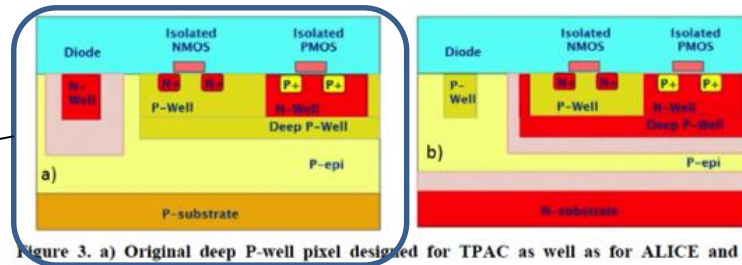 Diode
Isolated
NMOS
Isolated
PMOS
N-
Well
N+ N+
P+ P+
P-Well
N-Well
Deep P-Well
a)
P-epi
P-substrate
Diode
Isolated
NMOS
Isolated
PMOS
P-
Well
N+ N+
P+ P+
P-Well
N-Well
Deep P-Well
b)
P-epi
N-substrate
Figure 3. a) Original deep P-well pixel designed for TPAC as well as for ALICE and